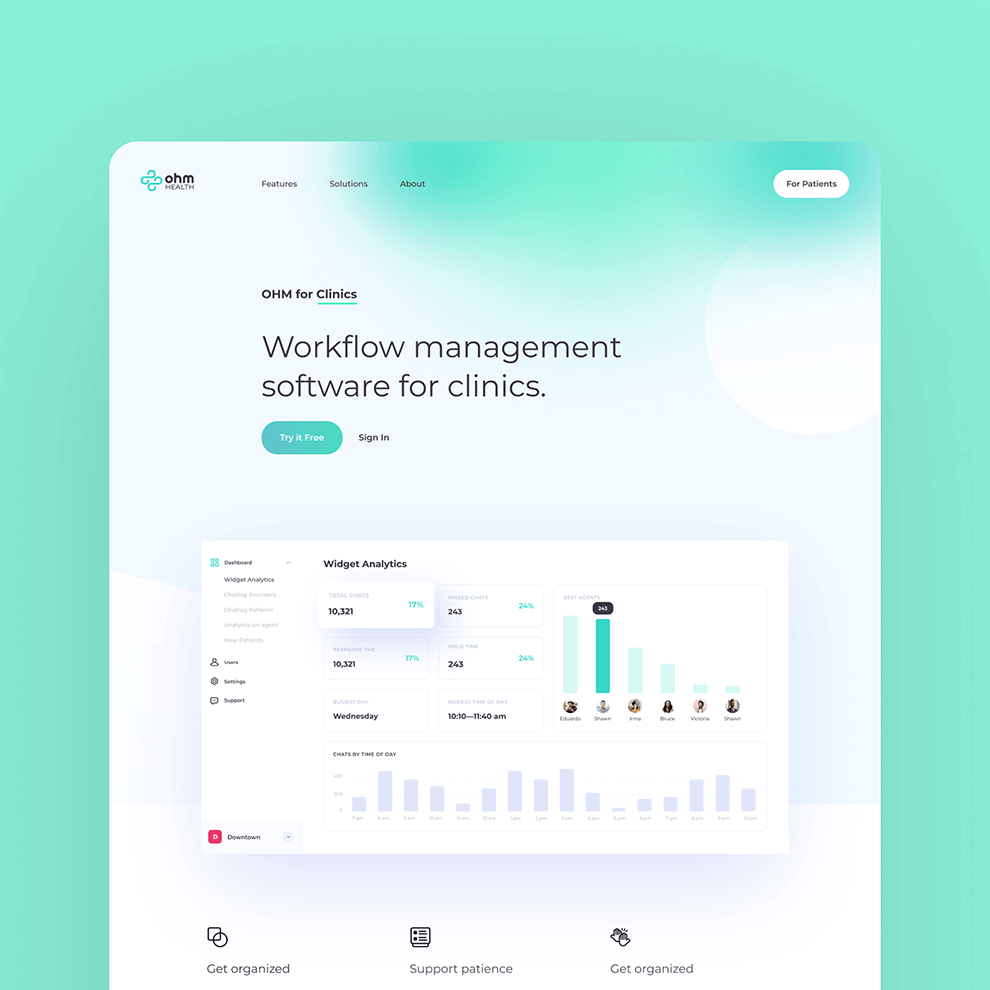 ohm
HEALTH
Features
Solutions
About
For Patients
OHM for Clinics
Workflow management
software for clinics.
Try it Free
Sign In
Dashboard
Widget Analytics
Chatlog Providers
Chatlog Patients
Analytics on agent
New Patients
Users
Settings
Support
D
Downtown
Widget Analytics
TOTAL CHATS
10,321
17%
MISSED CHATS
243
24%
RESPONSE TIME
10,321
17%
HOLD TIME
243
24%
BUSIEST DAY
Wednesday
BUSIEST TIME OF DAY
10:10—11:40 am
BEST AGENTS
243
Eduardo
Shawn
Irma
Bruce
Victoria
Shawn
CHATS BY TIME OF DAY
400
200
0
7 am
8 am
9 am
10 am
11 am
12 am
1 pm
2 pm
3 pm
4 pm
5 pm
6 pm
7 pm
8 pm
9 pm
10 pm
Get organized
Support patience
Get organized